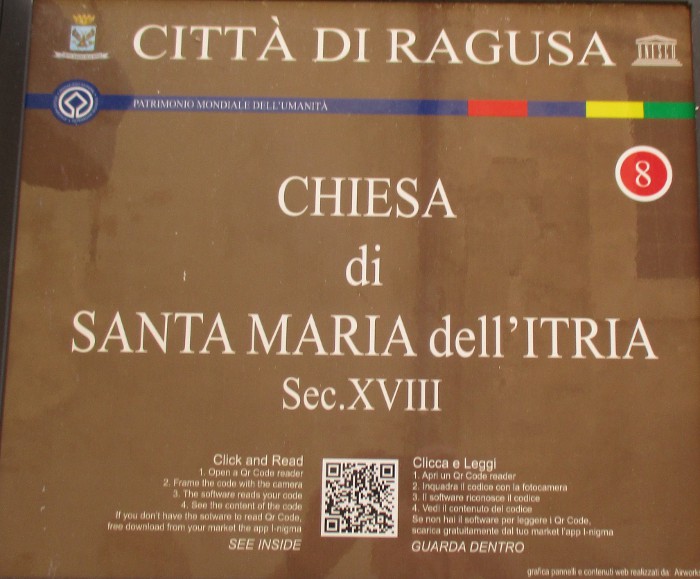 CITTÀ DI RAGUSA
PATRIMONIO MONDIALE DELL'UMANITÀ
8
CHIESA
di
SANTA MARIA dell'ITRIA
Sec.XVIII
Click and Read
1. Open a Qr Code reader
2. Frame the code with the camera
3. The software reads your code
4. See the content of the code
If you don't have the sotware to read Qr Code,
free download from your market the app I-nigma
SEE INSIDE
Clicca e Leggi
1. Apri un Qr Code reader
2. Inquadra il codice con la fotocamera
3. Il software riconosce il codice
4. Vedi il contenuto del codice
Se non hai il software per leggere i Qr Code,
scarica gratuitamente dal tuo market l'app I-nigma
GUARDA DENTRO
grafica pannelli e contenuti web realizzati da: